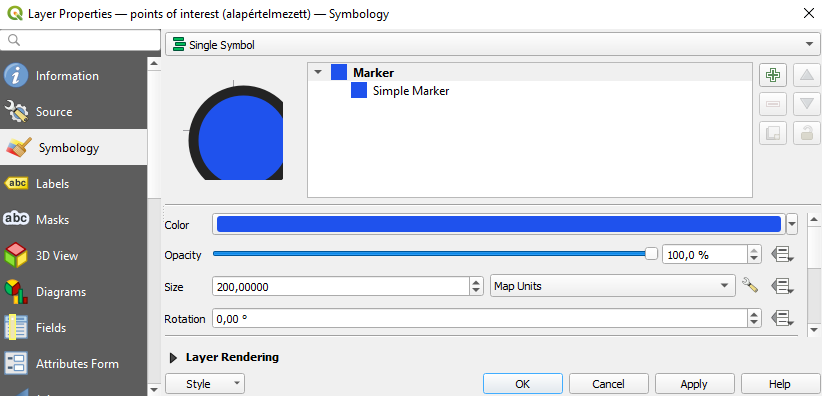 Layer Properties — points of interest (alapértelmezett) — Symbology
Information
Source
Symbology
abc Labels
abc Masks
3D View
Diagrams
Fields
Attributes Form
Single Symbol
Marker
Simple Marker
Color
Opacity 100,0 %
Size 200,00000 Map Units
Rotation 0,00 °
Layer Rendering
Style OK Cancel Apply Help